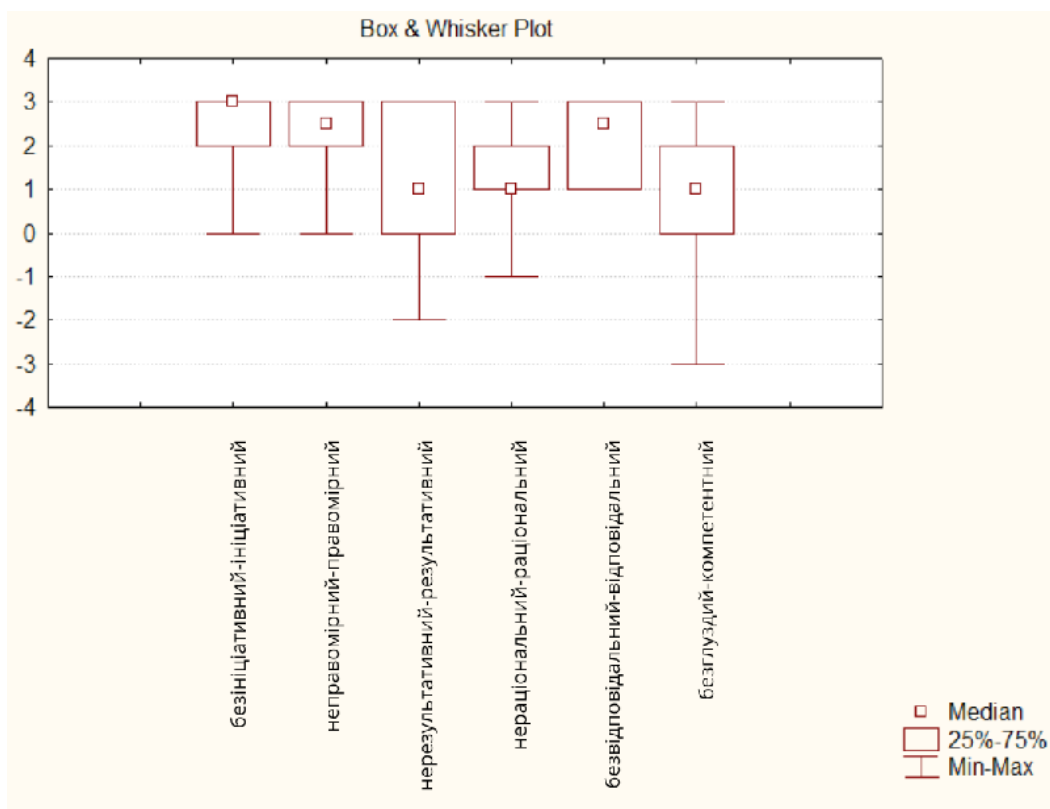 Box & Whisker Plot
4
3
2
1
0
-1
-2
-3
-4
безініціативний-ініціативний
неправомірний-правомірний
нерезультативний-результативний
нераціональний-раціональний
безвідповідальний-відповідальний
безглуздий-компетентний
Median
25%-75%
Min-Max